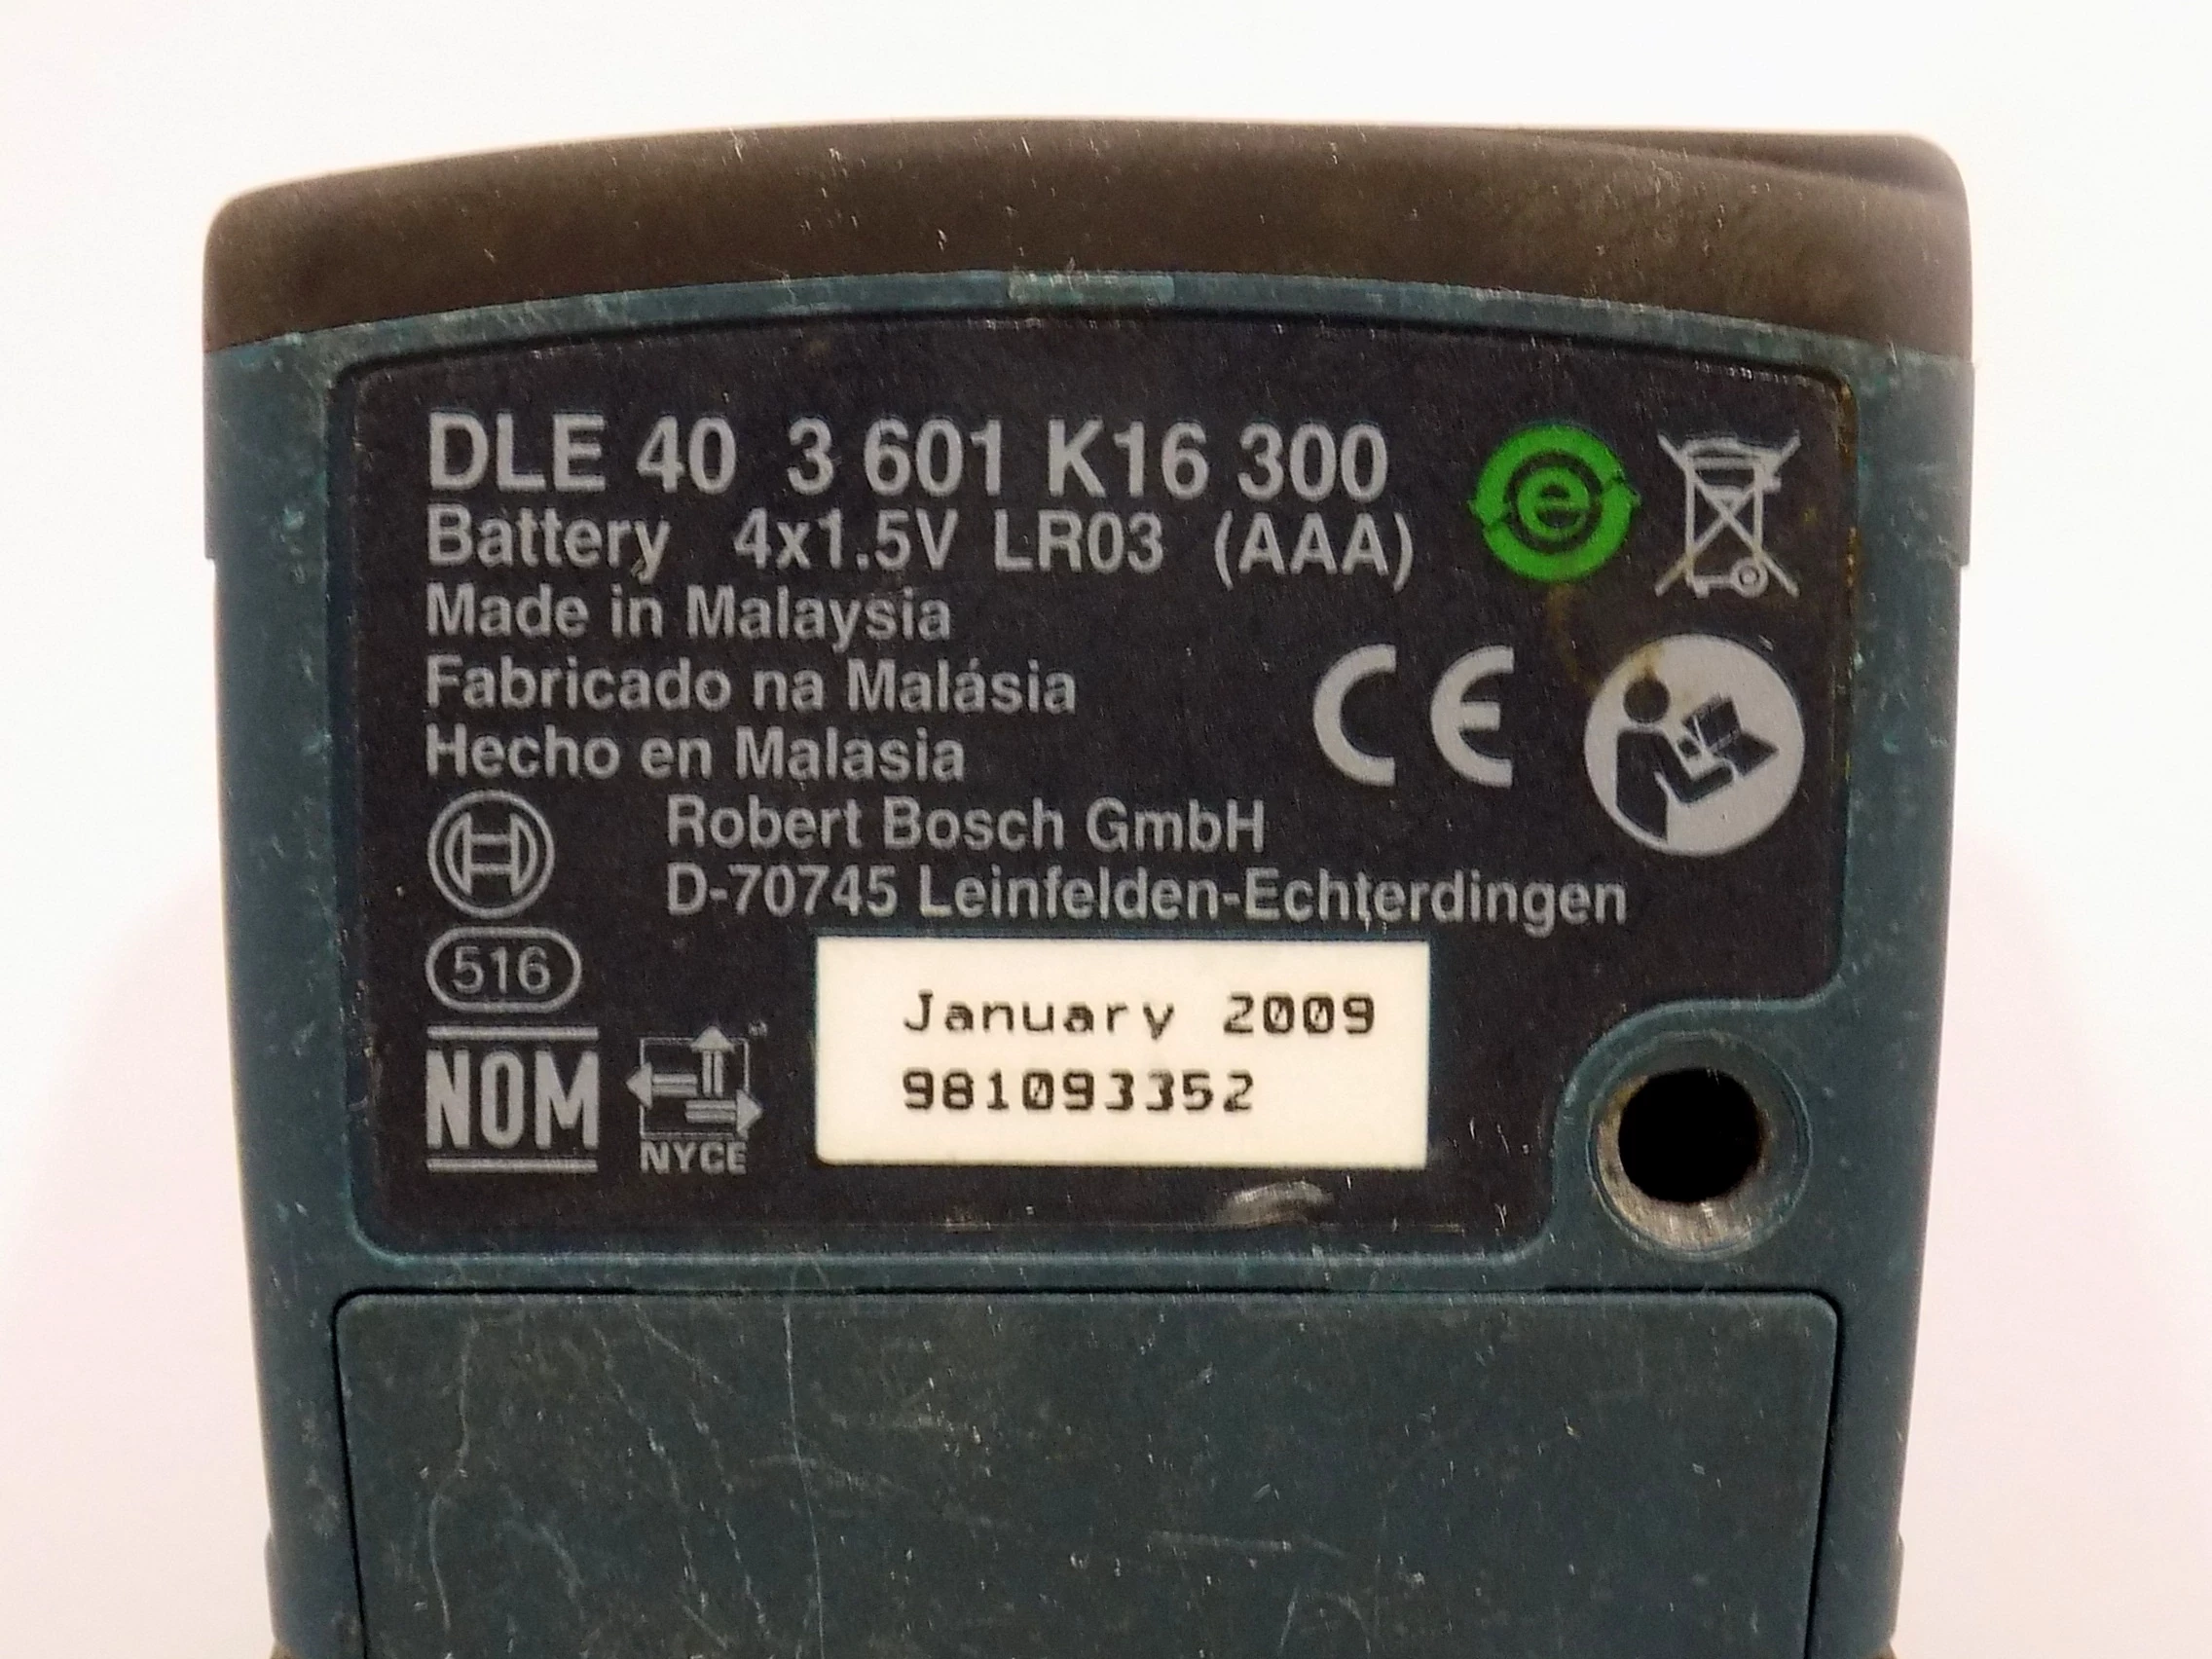 DLE 40 3 601 K16 300
e
Battery 4x1.5V LR03 (AAA)
Made in Malaysia
Fabricado na Malásia
Hecho en Malasia
CE
Robert Bosch GmbH
D-70745 Leinfelden-Echterdingen
516
NOM
NYCE
January 2009
981093352